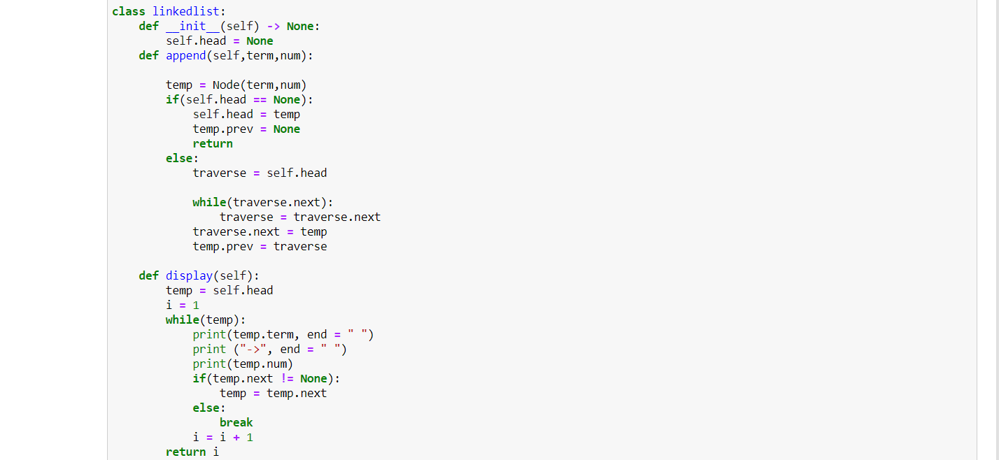 class linkedlist:
    def __init__(self) -> None:
        self.head = None
    def append(self,term,num):

        temp = Node(term,num)
        if(self.head == None):
            self.head = temp
            temp.prev = None
            return
        else:
            traverse = self.head

            while(traverse.next):
                traverse = traverse.next
            traverse.next = temp
            temp.prev = traverse

    def display(self):
        temp = self.head
        i = 1
        while(temp):
            print(temp.term, end = " ")
            print ("->", end = " ")
            print(temp.num)
            if(temp.next != None):
                temp = temp.next
            else:
                break
            i = i + 1
        return i